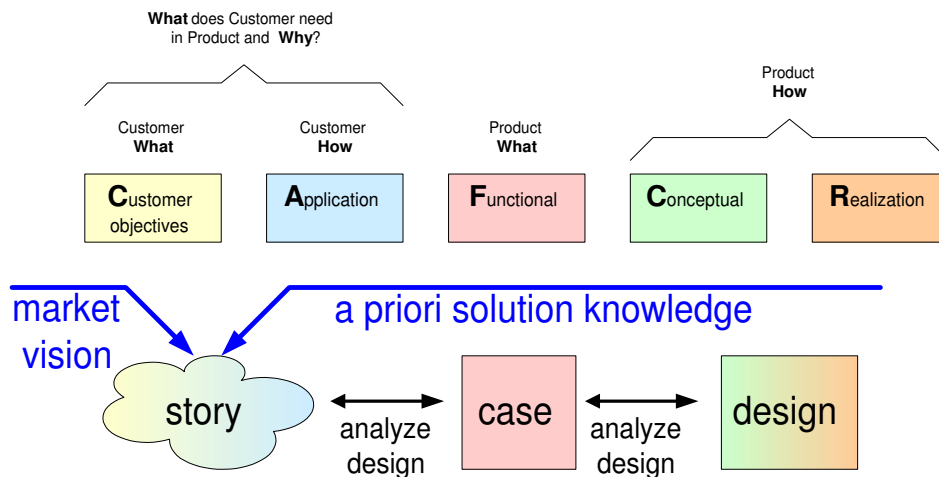 What does Customer need
in Product and Why?
Product
How
Customer
What
Customer
How
Product
What
Customer
objectives
Application
Functional
Conceptual
Realization
market
vision
a priori solution knowledge
story
analyze
design
case
analyze
design
design